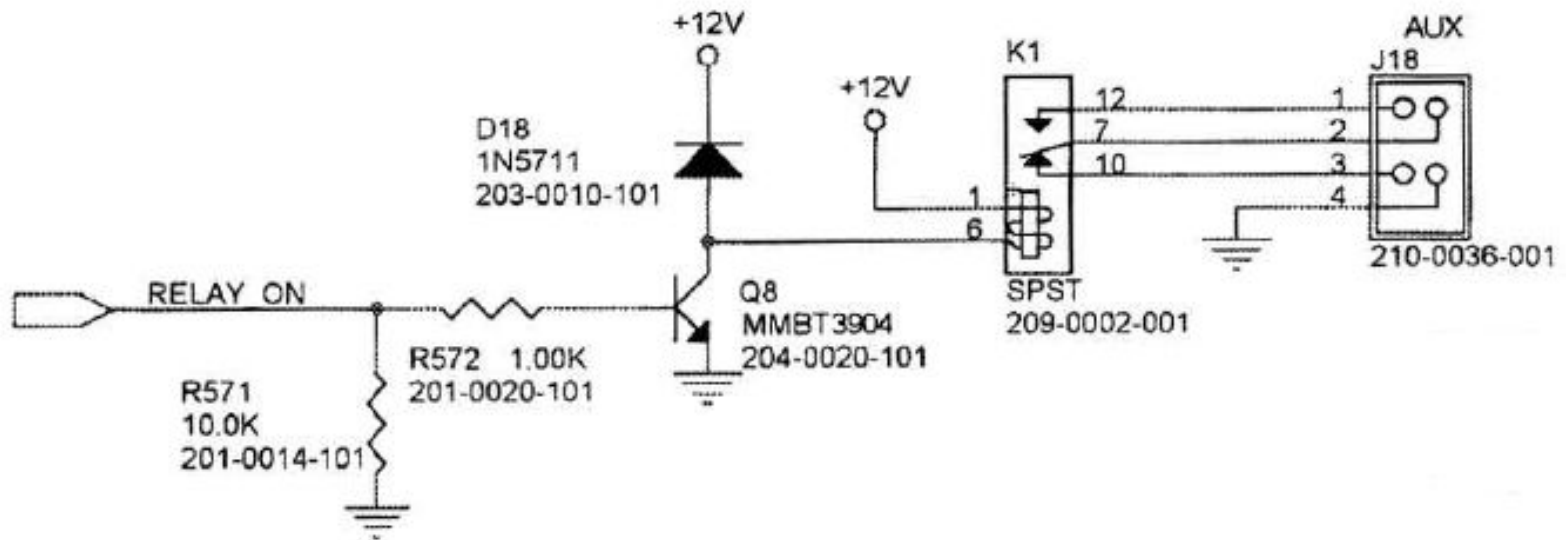 +12V
D18
1N5711
203-0010-101
+12V
K1
12
7
10
1
6
SPST
209-0002-001
AUX
J18
1
2
3
4
210-0036-001
RELAY ON
R572 1.00K
201-0020-101
Q8
MMBT3904
204-0020-101
R571
10.0K
201-0014-101